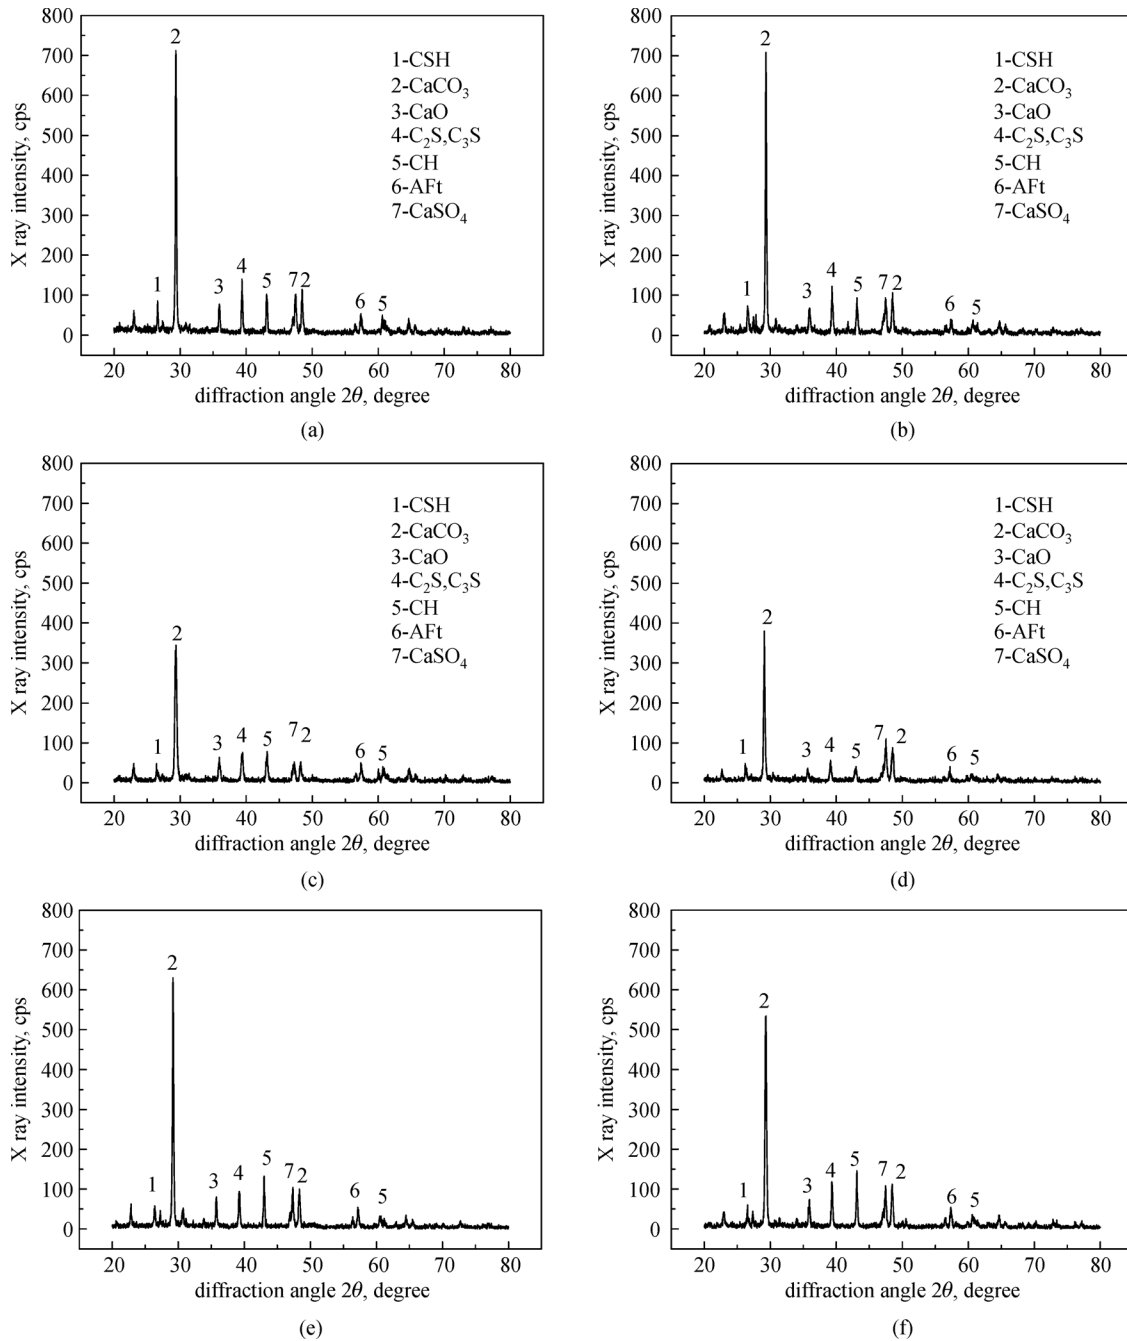 800
700
600
500
400
300
200
100
0
X ray intensity, cps
2
1
3
4
5
7
2
6
5
1-CSH
2-CaCO₃
3-CaO
4-C₂S,C₃S
5-CH
6-AFt
7-CaSO₄
20 30 40 50 60 70 80
diffraction angle 2θ, degree
(a)
800
700
600
500
400
300
200
100
0
X ray intensity, cps
2
1
3
4
5
7
2
6
5
1-CSH
2-CaCO₃
3-CaO
4-C₂S,C₃S
5-CH
6-AFt
7-CaSO₄
20 30 40 50 60 70 80
diffraction angle 2θ, degree
(b)
800
700
600
500
400
300
200
100
0
X ray intensity, cps
2
1
3
4
5
7
2
6
5
1-CSH
2-CaCO₃
3-CaO
4-C₂S,C₃S
5-CH
6-AFt
7-CaSO₄
20 30 40 50 60 70 80
diffraction angle 2θ, degree
(c)
800
700
600
500
400
300
200
100
0
X ray intensity, cps
2
1
3
4
5
7
2
6
5
1-CSH
2-CaCO₃
3-CaO
4-C₂S,C₃S
5-CH
6-AFt
7-CaSO₄
20 30 40 50 60 70 80
diffraction angle 2θ, degree
(d)
800
700
600
500
400
300
200
100
0
X ray intensity, cps
2
1
3
4
5
7
2
6
5
20 30 40 50 60 70 80
diffraction angle 2θ, degree
(e)
800
700
600
500
400
300
200
100
0
X ray intensity, cps
2
1
3
4
5
7
2
6
5
20 30 40 50 60 70 80
diffraction angle 2θ, degree
(f)